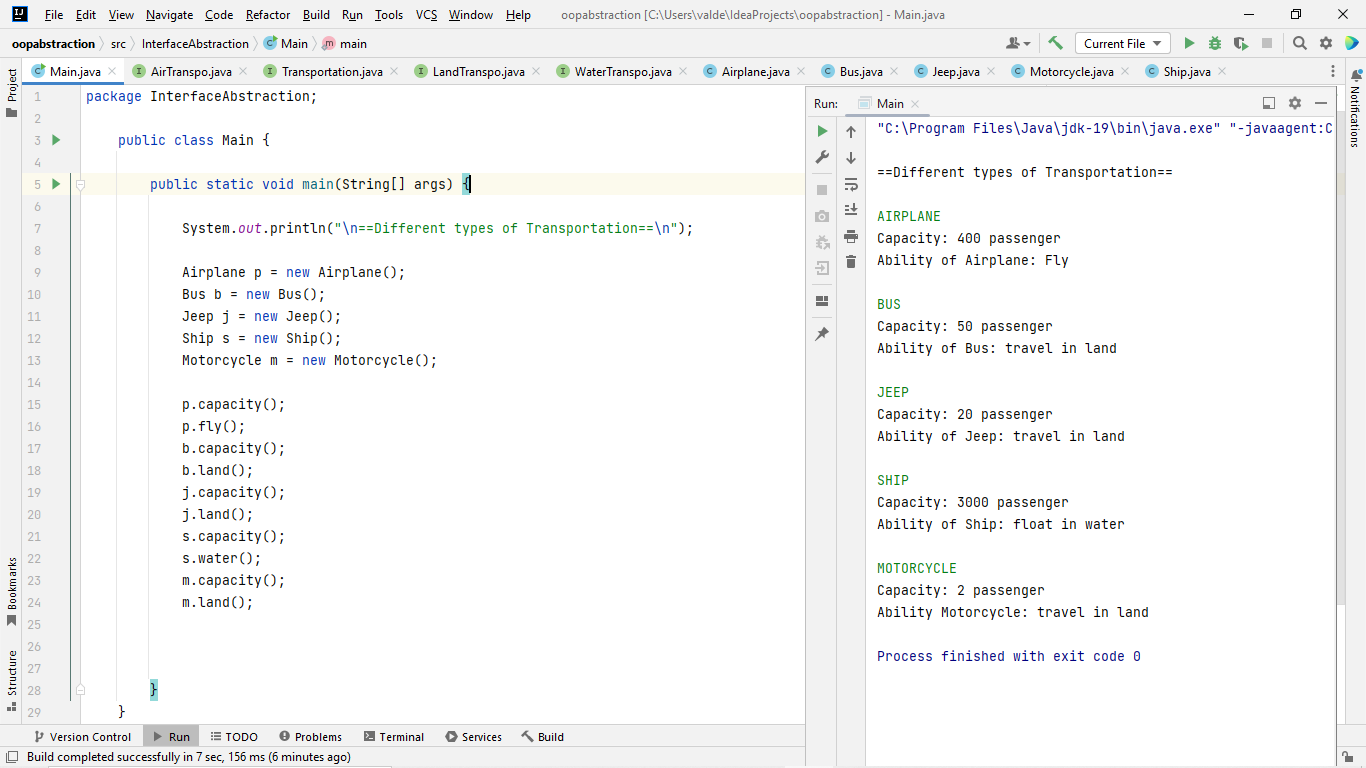 File Edit View Navigate Code Refactor Build Run Tools VCS Window Help oopabstraction [C:\Users\valde\IdeaProjects\oopabstraction] - Main.java
oopabstraction src InterfaceAbstraction Main main Current File
Main.java AirTranspo.java Transportation.java LandTranspo.java WaterTranspo.java Airplane.java Bus.java Jeep.java Motorcycle.java Ship.java
Project
Bookmarks
Structure
1 package InterfaceAbstraction;
2
3 public class Main {
4
5 public static void main(String[] args) {
6
7 System.out.println("\n==Different types of Transportation==\n");
8
9 Airplane p = new Airplane();
10 Bus b = new Bus();
11 Jeep j = new Jeep();
12 Ship s = new Ship();
13 Motorcycle m = new Motorcycle();
14
15 p.capacity();
16 p.fly();
17 b.capacity();
18 b.land();
19 j.capacity();
20 j.land();
21 s.capacity();
22 s.water();
23 m.capacity();
24 m.land();
25
26
27
28 }
29 }
Run: Main
"C:\Program Files\Java\jdk-19\bin\java.exe" "-javaagent:C
==Different types of Transportation==
AIRPLANE
Capacity: 400 passenger
Ability of Airplane: Fly
BUS
Capacity: 50 passenger
Ability of Bus: travel in land
JEEP
Capacity: 20 passenger
Ability of Jeep: travel in land
SHIP
Capacity: 3000 passenger
Ability of Ship: float in water
MOTORCYCLE
Capacity: 2 passenger
Ability Motorcycle: travel in land
Process finished with exit code 0
Notifications
Version Control Run TODO Problems Terminal Services Build
Build completed successfully in 7 sec, 156 ms (6 minutes ago)